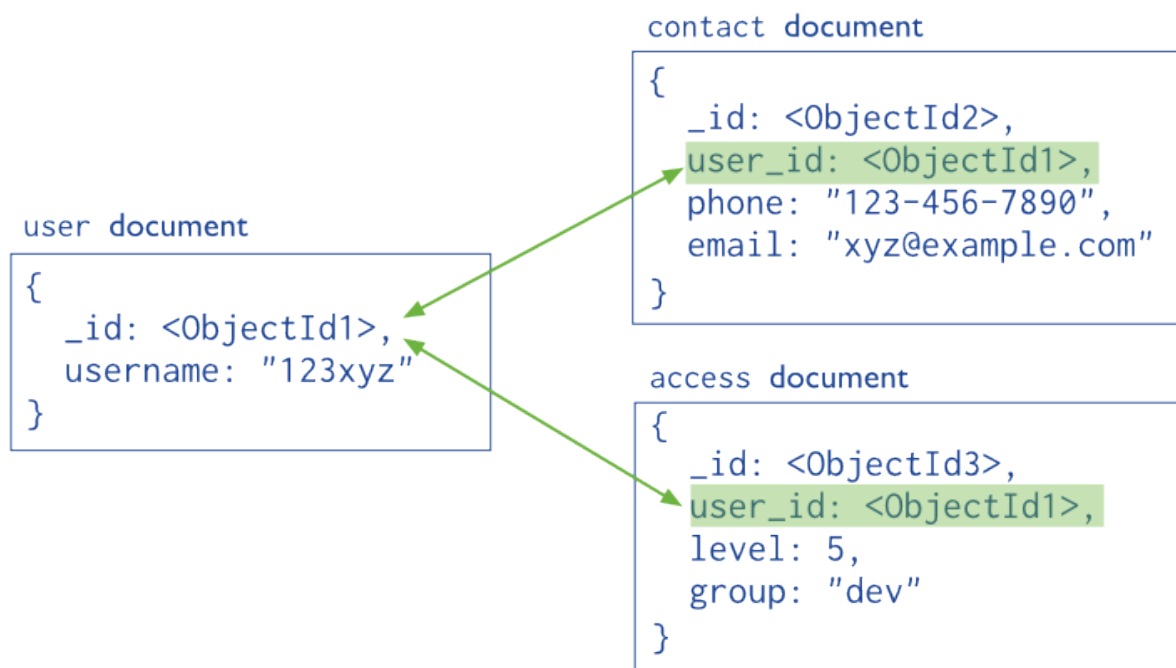 user document
{
_id: <ObjectId1>,
username: "123xyz"
}
contact document
{
_id: <ObjectId2>,
user_id: <ObjectId1>,
phone: "123-456-7890",
email: "xyz@example.com"
}
access document
{
_id: <ObjectId3>,
user_id: <ObjectId1>,
level: 5,
group: "dev"
}